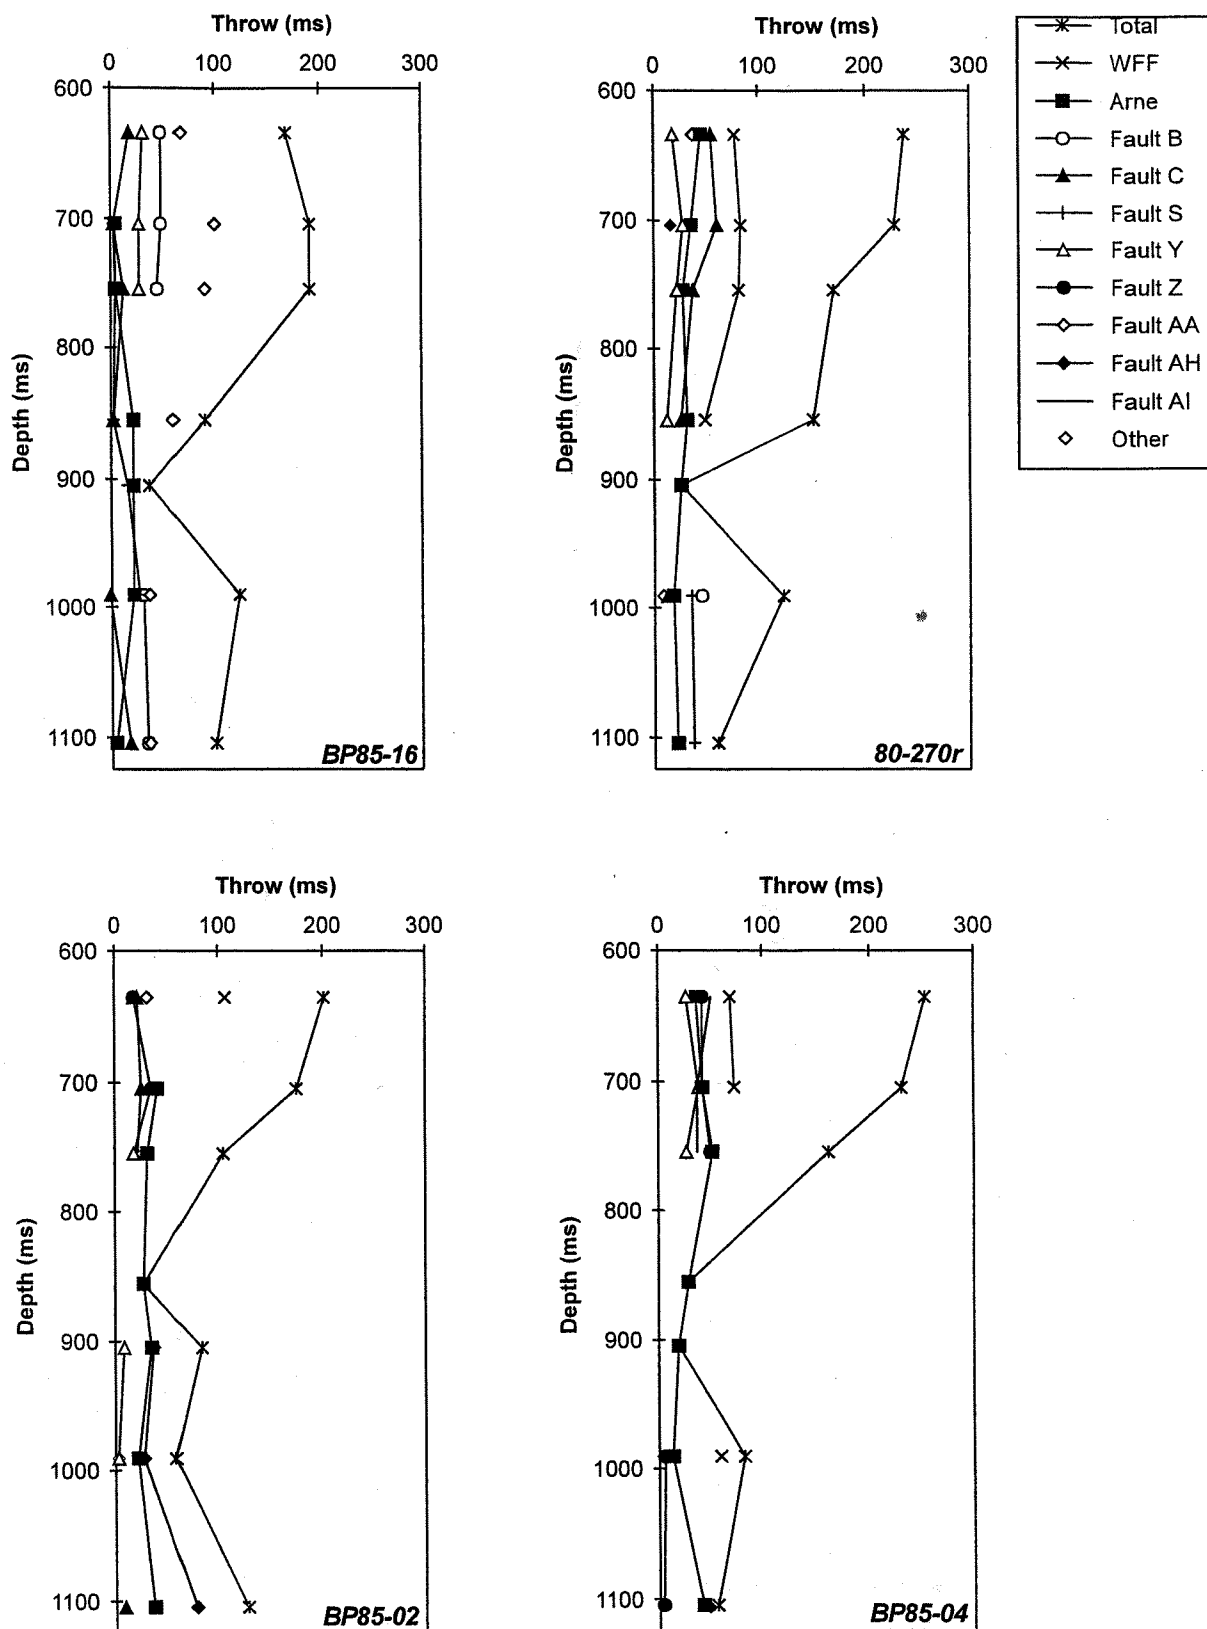 Throw (ms)
0 100 200 300
600
700
800
900
1000
1100
Depth (ms)
BP85-16
Throw (ms)
0 100 200 300
600
700
800
900
1000
1100
Depth (ms)
80-270r
Total
WFF
Arne
Fault B
Fault C
Fault S
Fault Y
Fault Z
Fault AA
Fault AH
Fault AI
Other
Throw (ms)
0 100 200 300
600
700
800
900
1000
1100
Depth (ms)
BP85-02
Throw (ms)
0 100 200 300
600
700
800
900
1000
1100
Depth (ms)
BP85-04